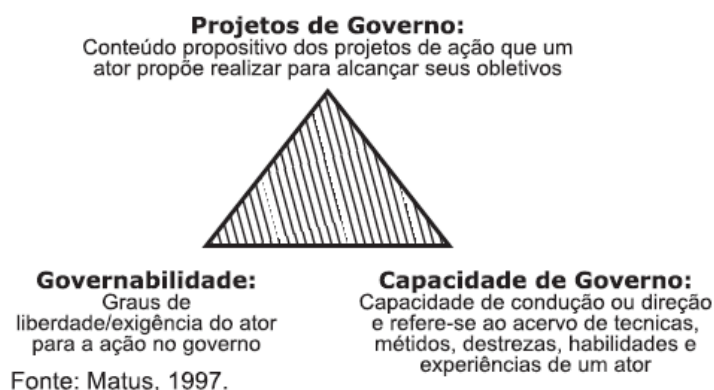 Projetos de Governo:
Conteúdo propositivo dos projetos de ação que um
ator propõe realizar para alcançar seus obletivos
Governabilidade:
Graus de
liberdade/exigência do ator
para a ação no governo
Capacidade de Governo:
Capacidade de condução ou direção
e refere-se ao acervo de tecnicas,
métidos, destrezas, habilidades e
experiências de um ator
Fonte: Matus, 1997.